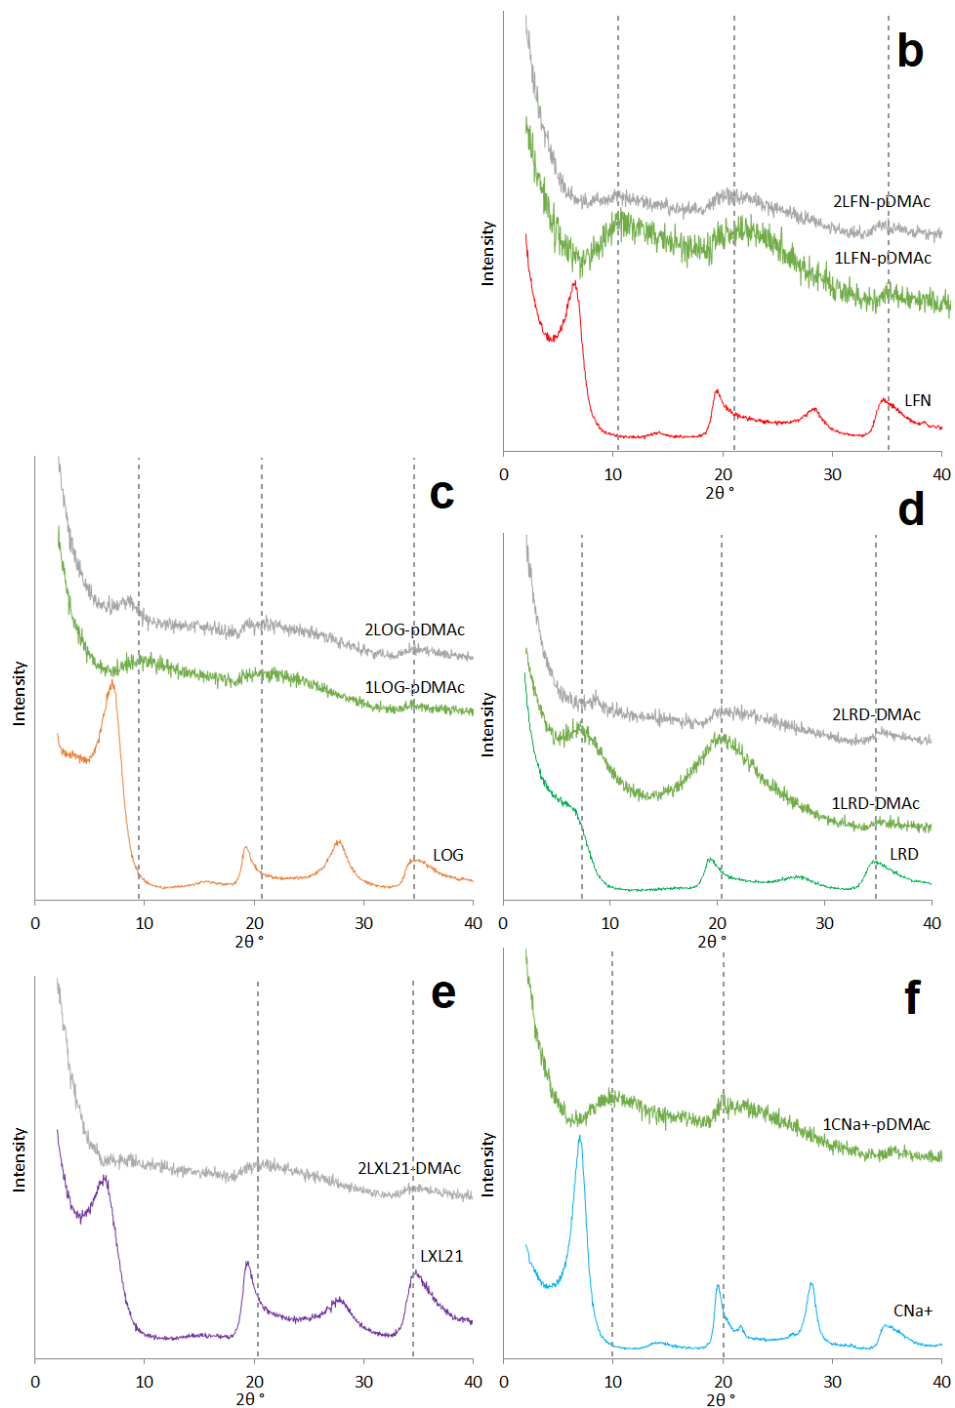 b
Intensity
2LFN-pDMAc
1LFN-pDMAc
LFN
0 10 20 30 40
2θ °
c
Intensity
2LOG-pDMAc
1LOG-pDMAc
LOG
0 10 20 30 40
2θ °
d
Intensity
2LRD-DMAc
1LRD-DMAc
LRD
0 10 20 30 40
2θ °
e
Intensity
2LXL21-DMAc
LXL21
0 10 20 30 40
2θ °
f
Intensity
1CNa+-pDMAc
CNa+
0 10 20 30 40
2θ °